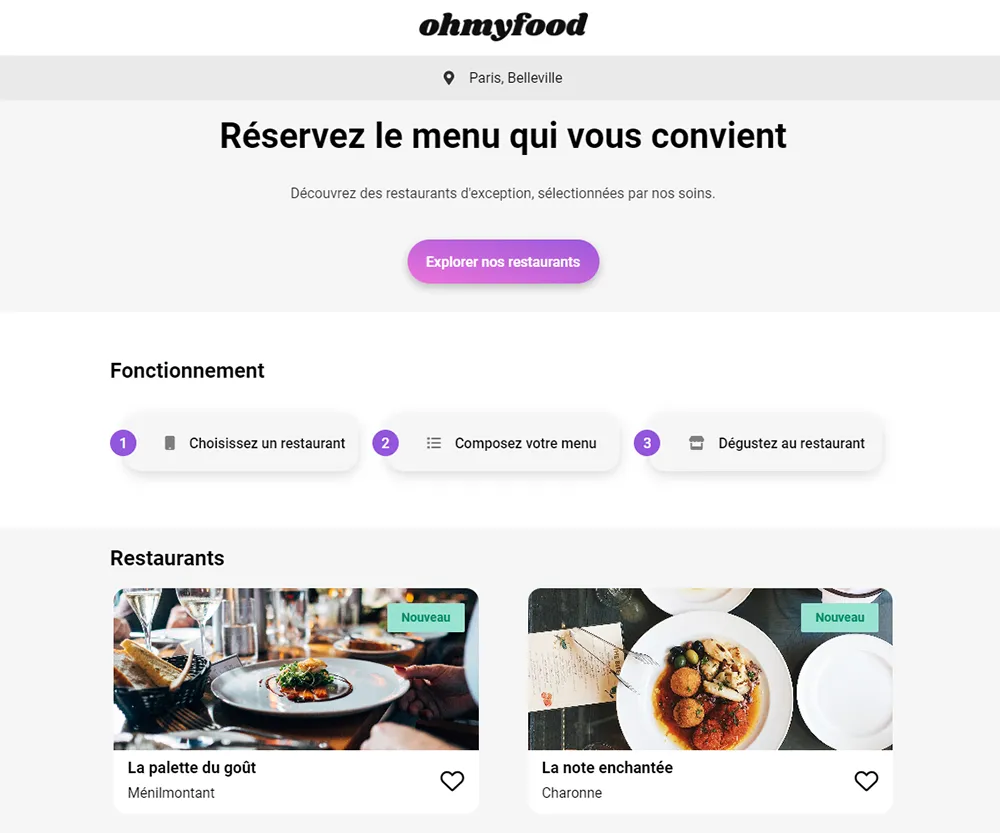 ohmyfood
Paris, Belleville
Réservez le menu qui vous convient
Découvrez des restaurants d'exception, sélectionnées par nos soins.
Explorer nos restaurants
Fonctionnement
1 Choisissez un restaurant
2 Composez votre menu
3 Dégustez au restaurant
Restaurants
Nouveau
Nouveau
La palette du goût
Ménilmontant
La note enchantée
Charonne